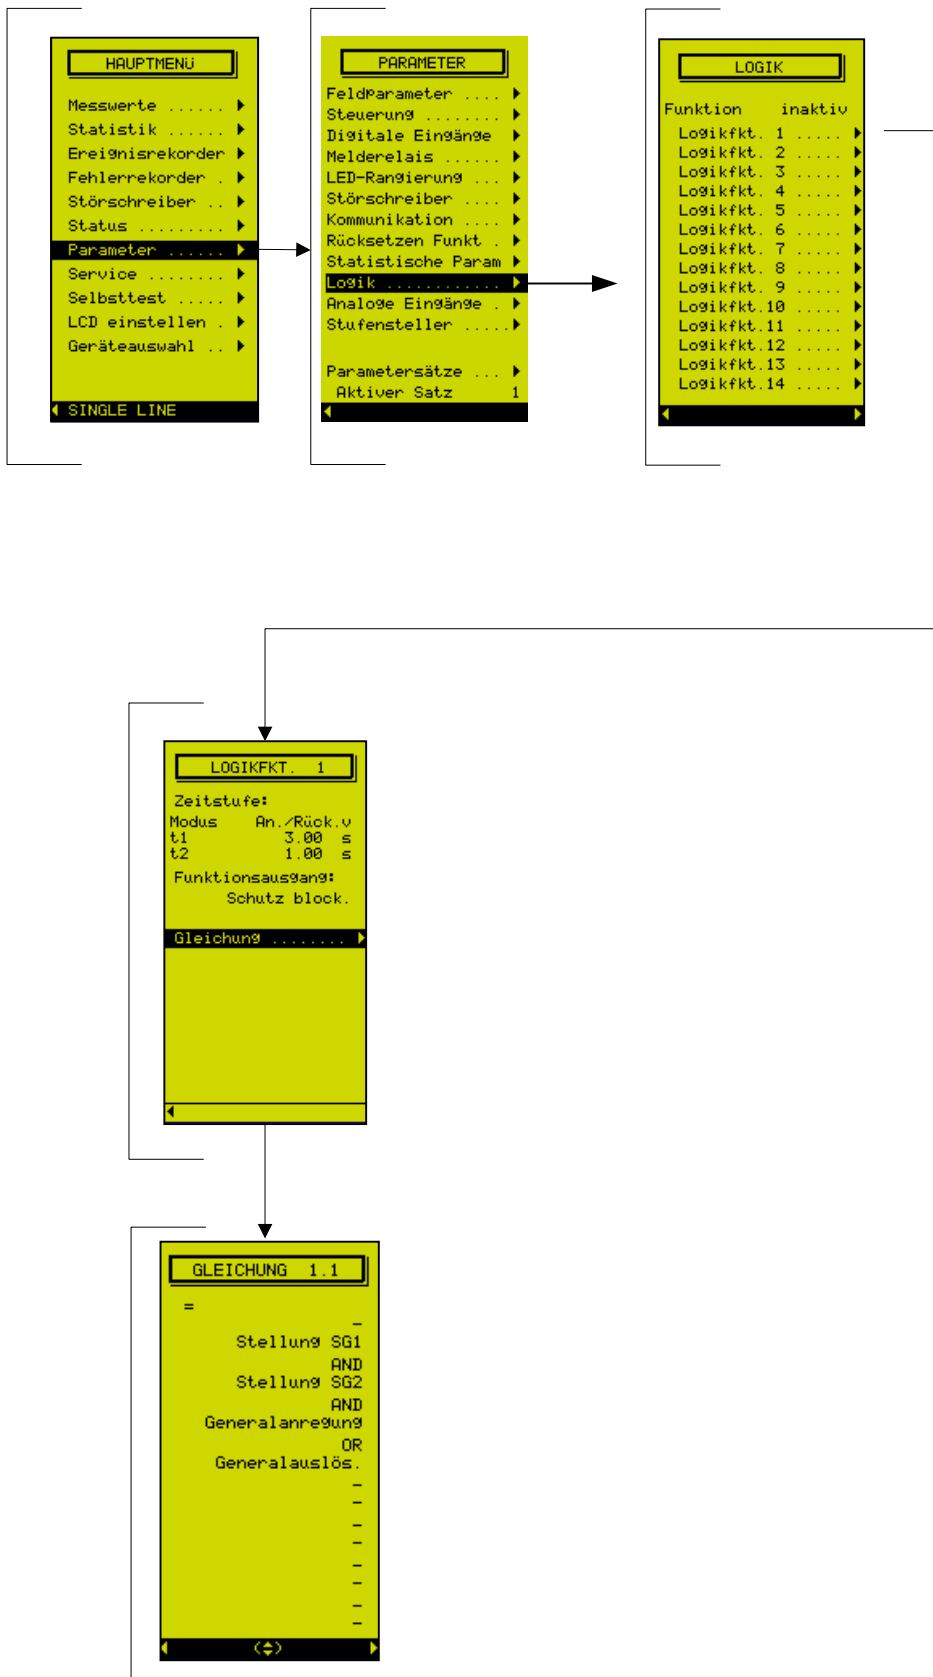 HAUPTMENü
Messwerte ......
Statistik ......
Ereignisrekorder
Fehlerrekorder .
Störschreiber ..
Status .........
Parameter ......
Service ........
Selbsttest .....
LCD einstellen .
Geräteauswahl ..
SINGLE LINE
PARAMETER
Feldparameter ....
Steuerung ........
Digitale Eingänge
Melderelais ......
LED-Rangierung ...
Störschreiber ....
Kommunikation ....
Rücksetzen Funkt .
Statistische Param
Logik ............
Analoge Eingänge .
Stufensteller .....
Parametersätze ...
Aktiver Satz 1
LOGIK
Funktion inaktiv
Logikfkt. 1 .....
Logikfkt. 2 .....
Logikfkt. 3 .....
Logikfkt. 4 .....
Logikfkt. 5 .....
Logikfkt. 6 .....
Logikfkt. 7 .....
Logikfkt. 8 .....
Logikfkt. 9 .....
Logikfkt.10 .....
Logikfkt.11 .....
Logikfkt.12 .....
Logikfkt.13 .....
Logikfkt.14 .....
LOGIKFKT. 1
Zeitstufe:
Modus An./Rück.v
t1 3.00 s
t2 1.00 s
Funktionsausgang:
Schutz block.
Gleichung ........
GLEICHUNG 1.1
=
-
Stellung SG1
AND
Stellung SG2
AND
Generalanregung
OR
Generalauslös.
-
-
-
-
-
-
-
-
(◆)